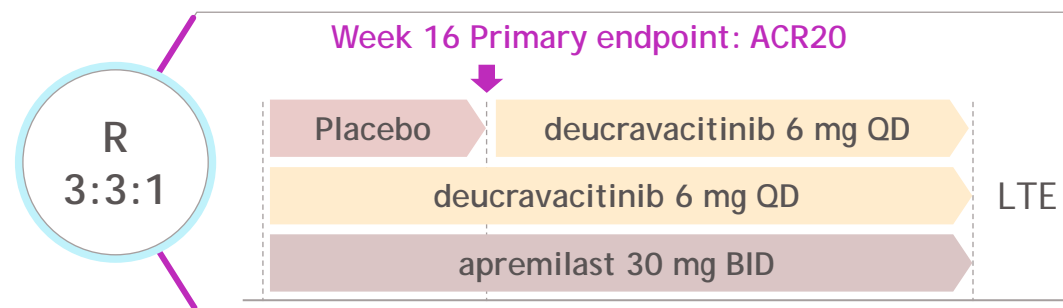 Week 16 Primary endpoint: ACR20
R
3:3:1
Placebo
deucravacitinib 6 mg QD
deucravacitinib 6 mg QD
apremilast 30 mg BID
LTE